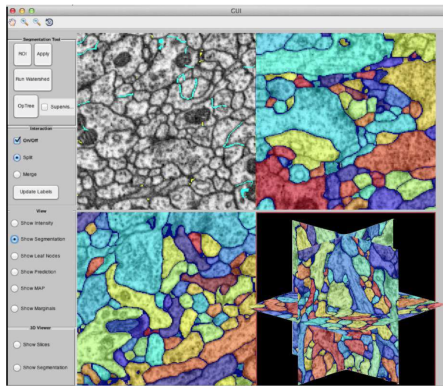 GUI
Segmentation Tool
ROI
Apply
Run Watershed
OpTree
Supervis...
Interaction
On/Off
Split
Merge
Update Labels
View
Show Intensity
Show Segmentation
Show Leaf Nodes
Show Prediction
Show MAP
Show Marginals
3D Viewer
Show Slices
Show Segmentation